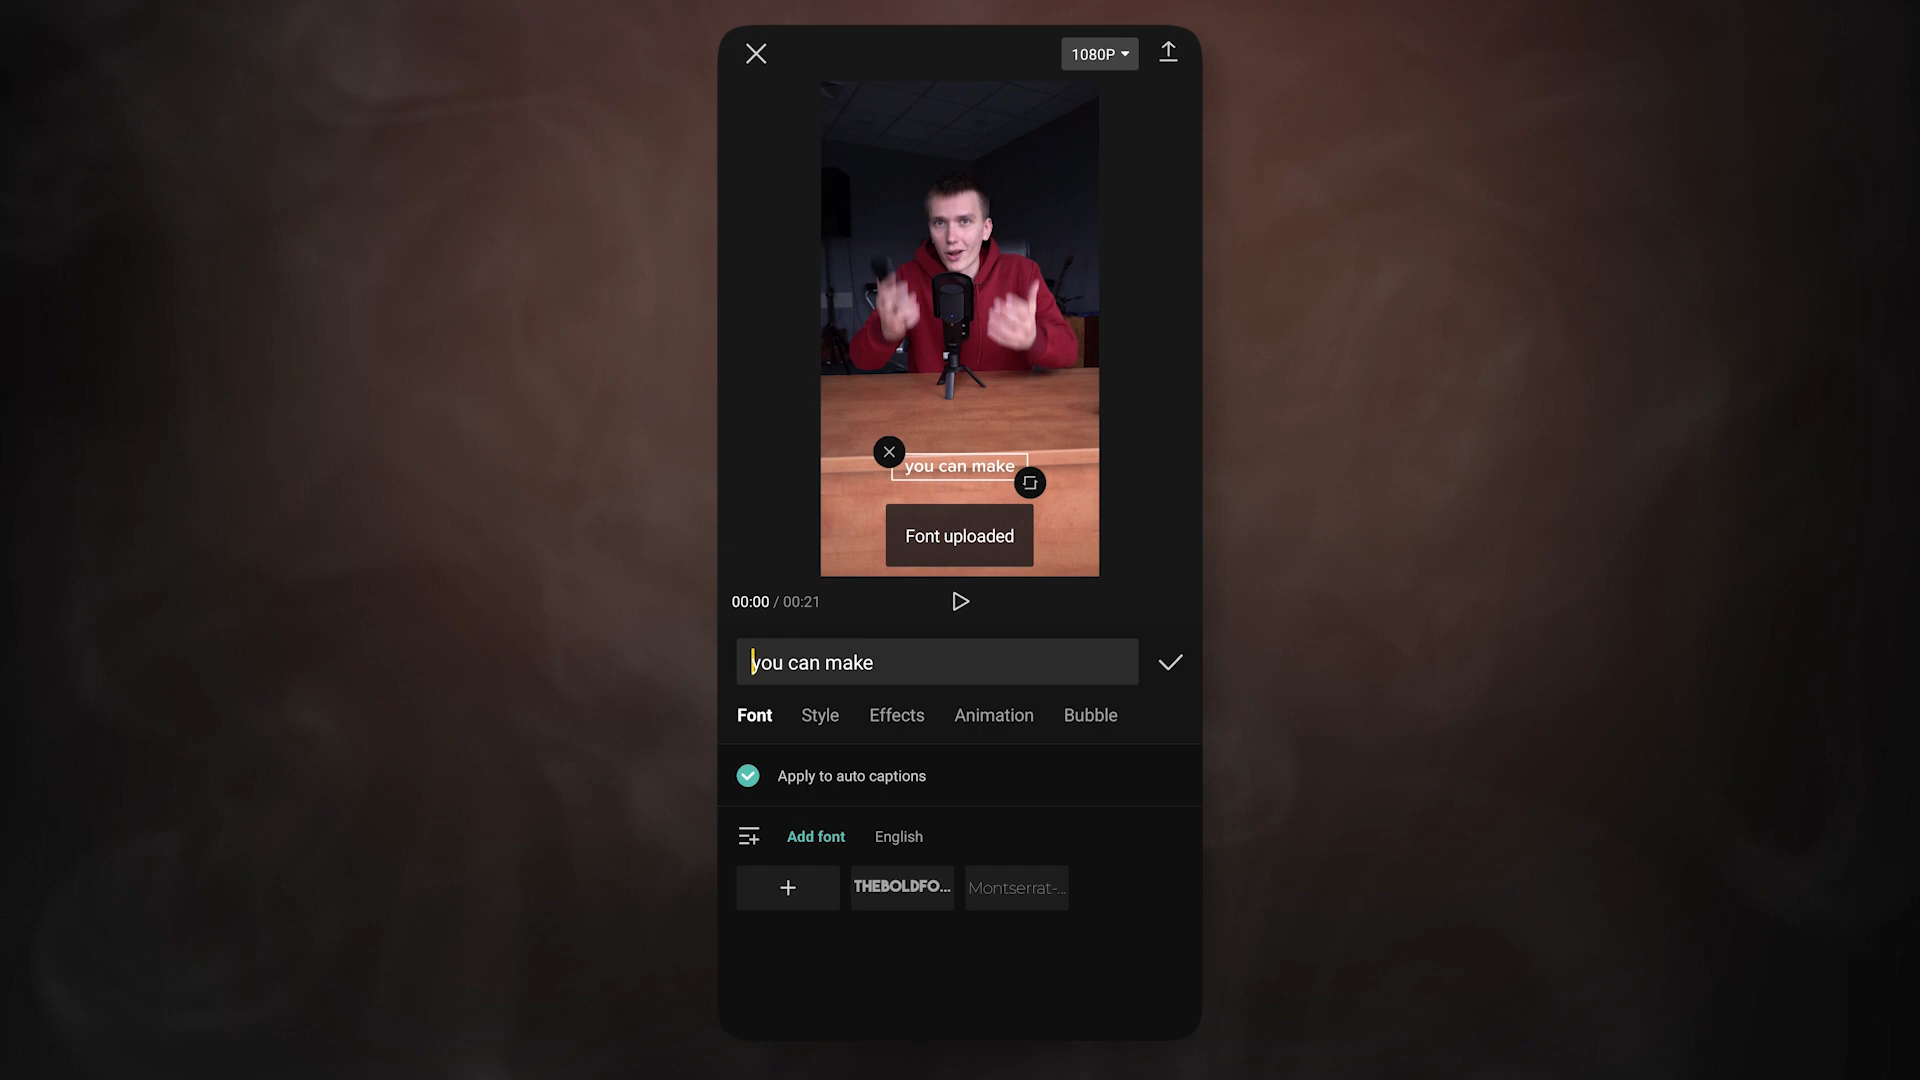 1080P
you can make
Font uploaded
00:00 / 00:21
you can make
Font Style Effects Animation Bubble
Apply to auto captions
Add font English
THEBOLDFO... Montserrat-...